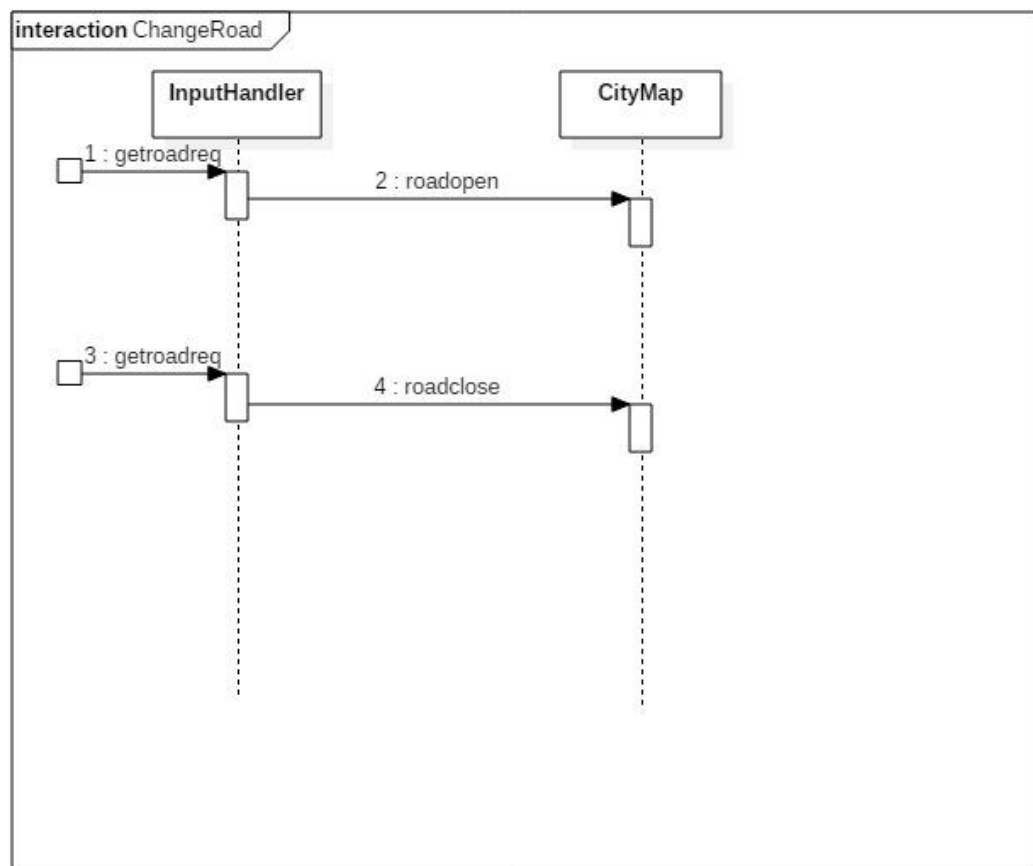 interaction ChangeRoad
InputHandler
CityMap
1 : getroadreq
2 : roadopen
3 : getroadreq
4 : roadclose